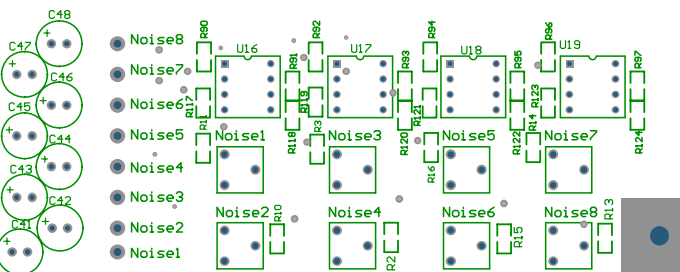 C48
C47
C46
C45
C44
C43
C42
C41
Noise8
Noise7
Noise6
Noise5
Noise4
Noise3
Noise2
Noise1
R90
U16
R91
R92
U17
R93
R94
U18
R95
R96
U19
R97
R117
R118
R119
R120
R121
R122
R123
R124
R1
Noise1
R3
Noise3
R16
Noise5
R14
Noise7
Noise2
R10
Noise4
R2
Noise6
R15
Noise8
R13